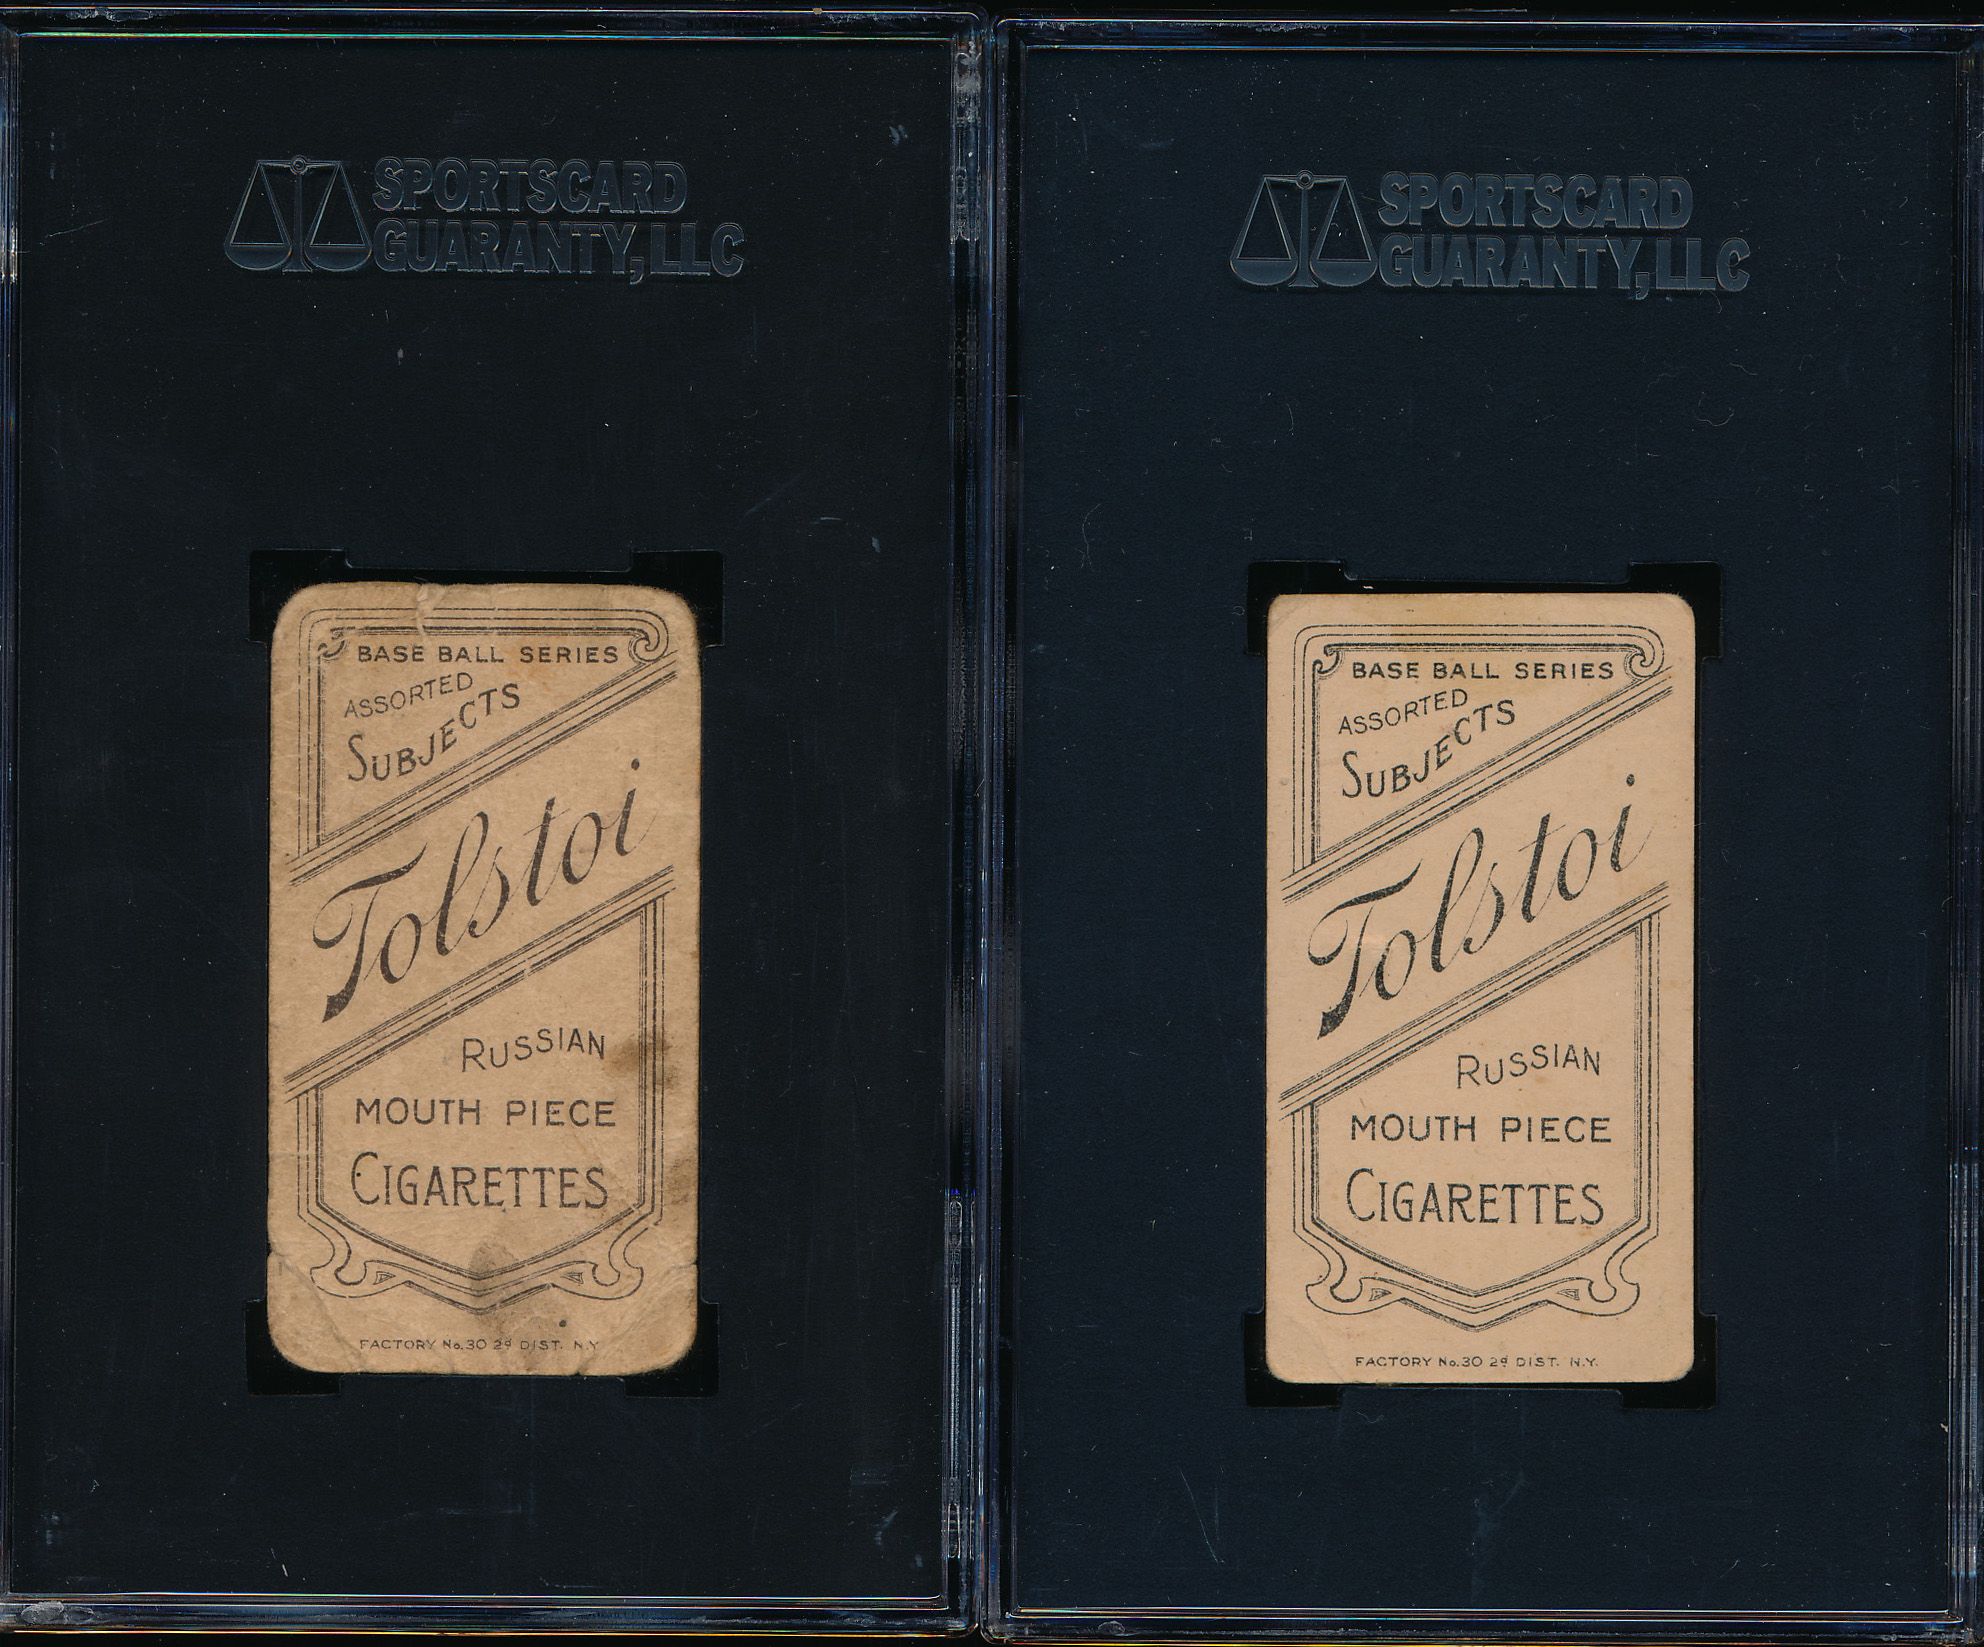 SPORTSCARD
GUARANTY, LLC
BASE BALL SERIES
ASSORTED
SUBJECTS
Tolstoi
RUSSIAN
MOUTH PIECE
CIGARETTES
FACTORY No. 30 2d DIST. N.Y.
SPORTSCARD
GUARANTY, LLC
BASE BALL SERIES
ASSORTED
SUBJECTS
Tolstoi
RUSSIAN
MOUTH PIECE
CIGARETTES
FACTORY No. 30 2d DIST. N.Y.